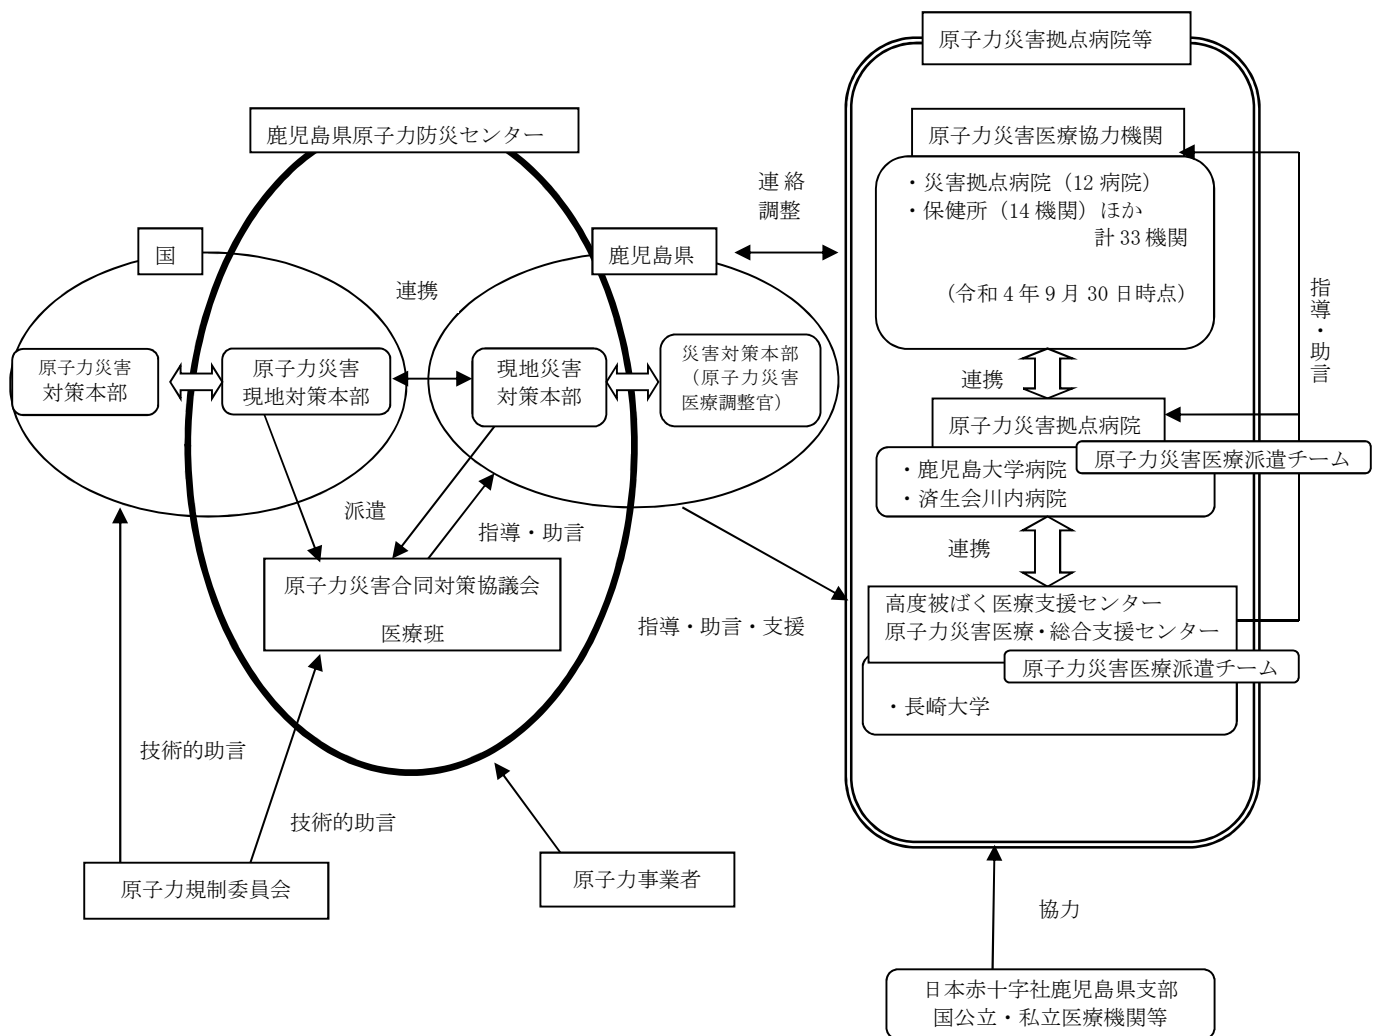 原子力災害拠点病院等
鹿児島県原子力防災センター
原子力災害医療協力機関
・災害拠点病院（12 病院）
・保健所（14 機関）ほか
計 33 機関
（令和 4 年 9 月 30 日時点）
連絡
調整
国
鹿児島県
連携
指導・助言
原子力災害
対策本部
原子力災害
現地対策本部
現地災害
対策本部
災害対策本部
（原子力災害
医療調整官）
連携
原子力災害拠点病院
原子力災害医療派遣チーム
・鹿児島大学病院
・済生会川内病院
派遣
指導・助言
連携
原子力災害合同対策協議会
医療班
指導・助言・支援
高度被ばく医療支援センター
原子力災害医療・総合支援センター
原子力災害医療派遣チーム
・長崎大学
技術的助言
技術的助言
原子力規制委員会
原子力事業者
協力
日本赤十字社鹿児島県支部
国公立・私立医療機関等